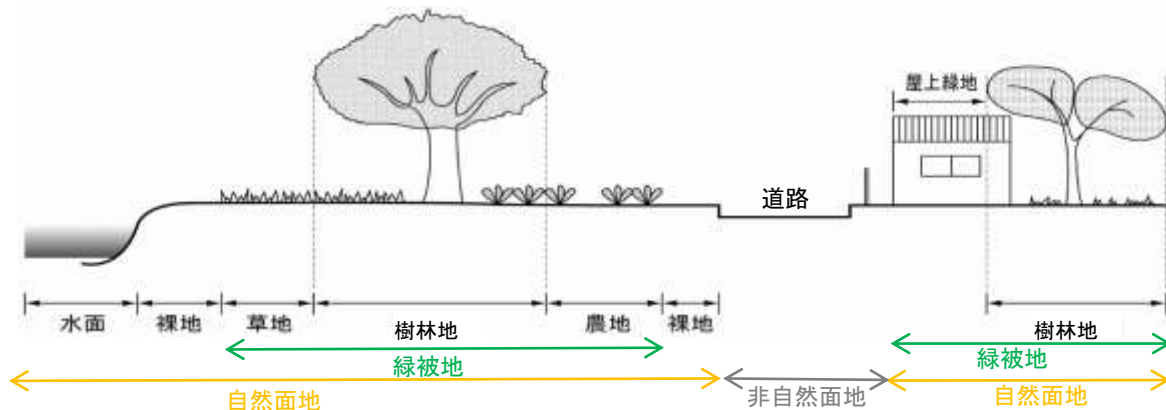 屋上緑地
道路
水面 裸地 草地 樹林地 農地 裸地 樹林地
緑被地 緑被地
自然面地 非自然面地 自然面地